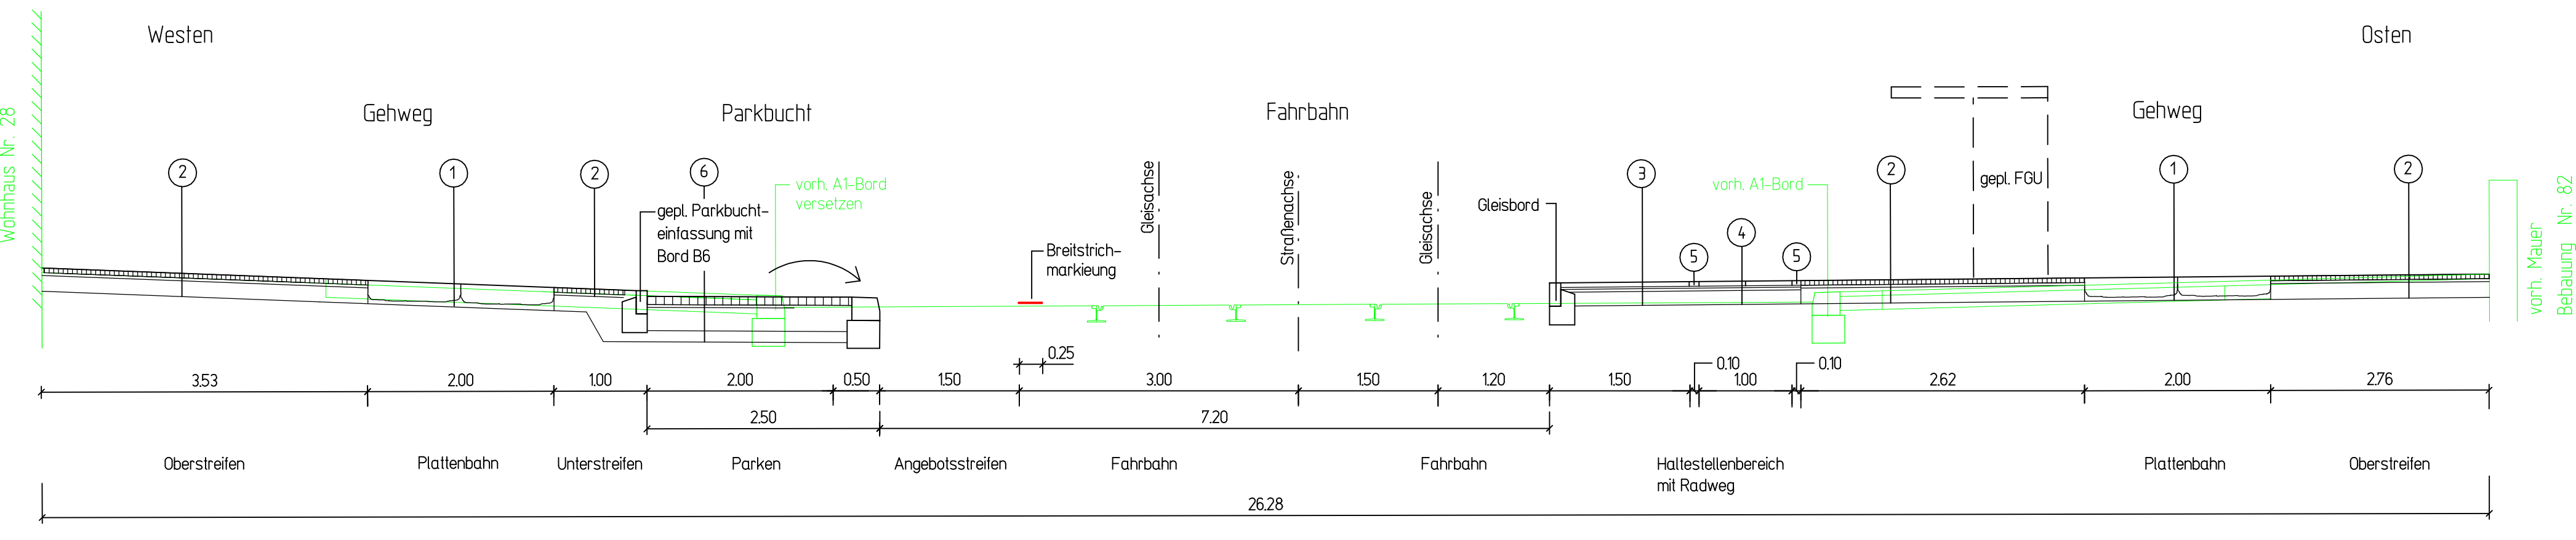 Westen
Osten
Gehweg
Parkbucht
Fahrbahn
Gehweg
Wohnhaus Nr. 28
2
1
2
6
3
2
1
2
4
5
5
vorh. A1-Bord
versetzen
gepl. Parkbucht-
einfassung mit
Bord B6
Breitstrich-
markieung
Gleisachse
Straßenachse
Gleisachse
Gleisbord
vorh. A1-Bord
gepl. FGU
vorh. Mauer
Bebauung Nr. 82
0.25
0.10
0.10
3.53
2.00
1.00
2.00
0.50
1.50
3.00
1.50
1.20
1.50
1.00
2.62
2.00
2.76
2.50
7.20
Oberstreifen
Plattenbahn
Unterstreifen
Parken
Angebotsstreifen
Fahrbahn
Fahrbahn
Haltestellenbereich
mit Radweg
Plattenbahn
Oberstreifen
26.28